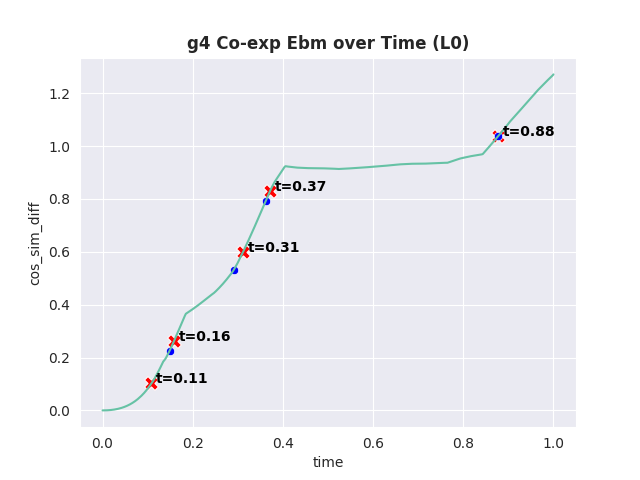 g4 Co-exp Ebm over Time (L0)
cos_sim_diff
1.2
1.0
0.8
0.6
0.4
0.2
0.0
t=0.88
t=0.37
t=0.31
t=0.16
t=0.11
0.0 0.2 0.4 0.6 0.8 1.0
time